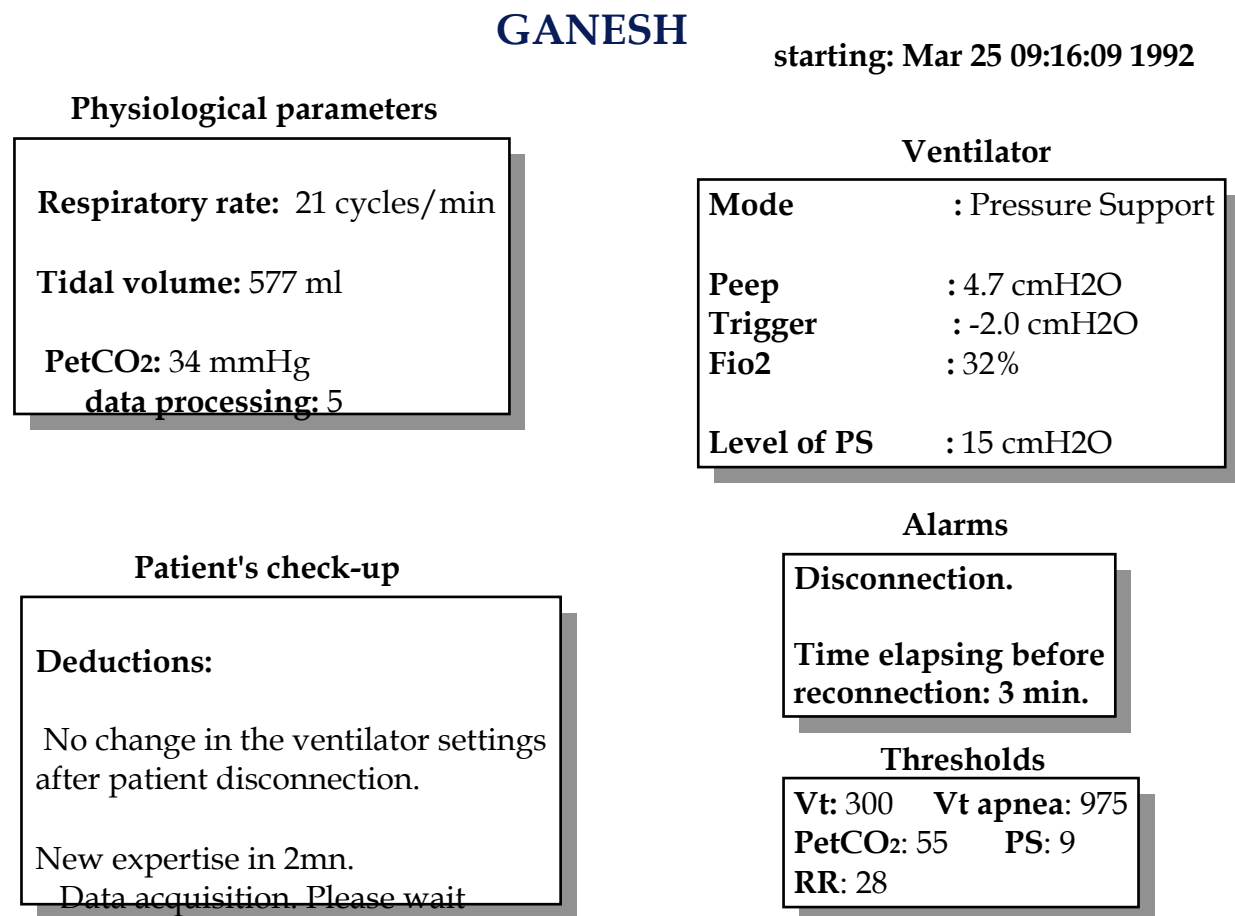 GANESH
starting: Mar 25 09:16:09 1992
Physiological parameters
Respiratory rate: 21 cycles/min
Tidal volume: 577 ml
PetCO2: 34 mmHg
data processing: 5
Ventilator
Mode : Pressure Support
Peep : 4.7 cmH2O
Trigger : -2.0 cmH2O
Fio2 : 32%
Level of PS : 15 cmH2O
Patient's check-up
Deductions:
No change in the ventilator settings
after patient disconnection.
New expertise in 2mn.
Data acquisition. Please wait
Alarms
Disconnection.
Time elapsing before
reconnection: 3 min.
Thresholds
Vt: 300 Vt apnea: 975
PetCO2: 55 PS: 9
RR: 28